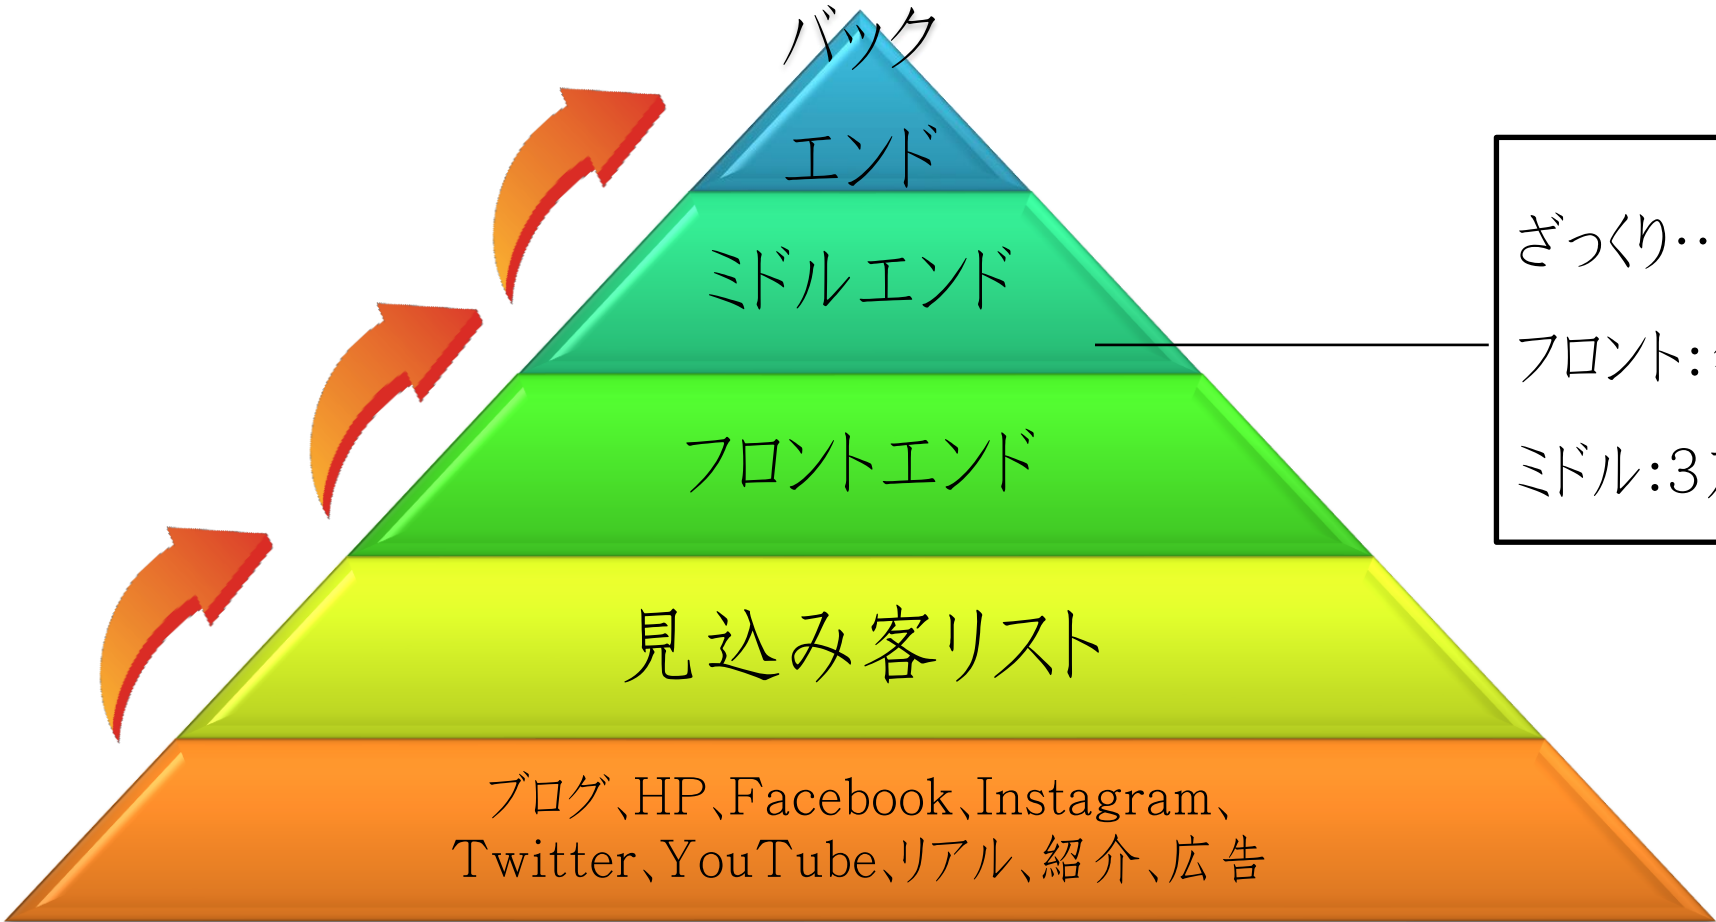 バック
エンド
ミドルエンド
フロントエンド
見込み客リスト
ブログ、HP、Facebook、Instagram、
Twitter、YouTube、リアル、紹介、広告
ざっくり‥
フロント：
ミドル：3